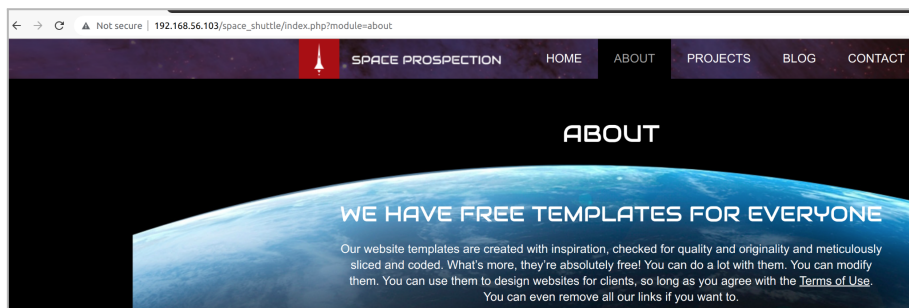 Not secure | 192.168.56.103/space_shuttle/index.php?module=about
SPACE PROSPECTION HOME ABOUT PROJECTS BLOG CONTACT
ABOUT
WE HAVE FREE TEMPLATES FOR EVERYONE
Our website templates are created with inspiration, checked for quality and originality and meticulously
sliced and coded. What's more, they're absolutely free! You can do a lot with them. You can modify
them. You can use them to design websites for clients, so long as you agree with the Terms of Use.
You can even remove all our links if you want to.